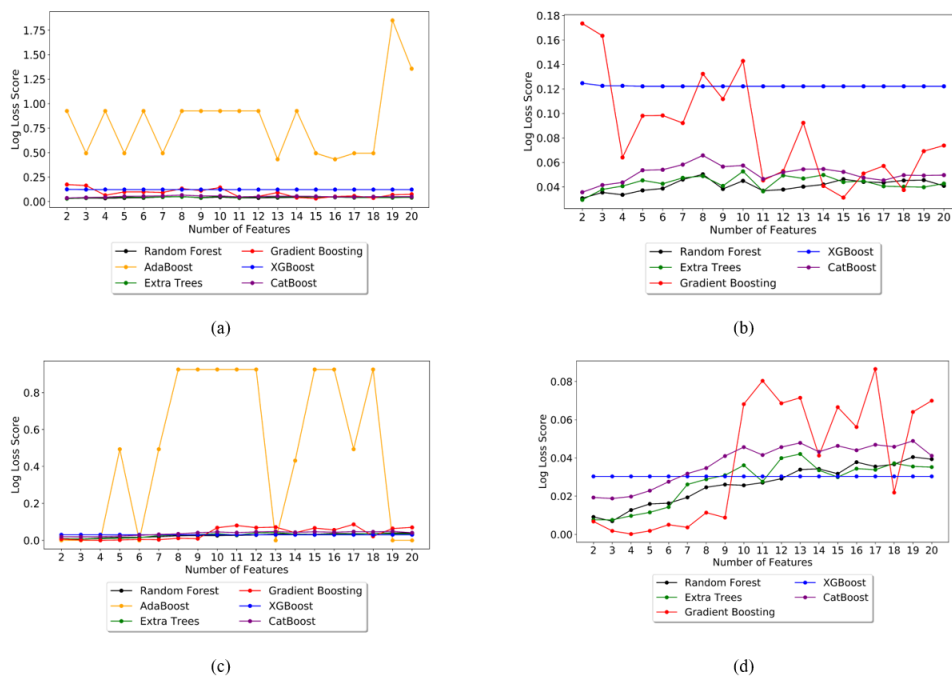 1.75
1.50
1.25
1.00
0.75
0.50
0.25
0.00
Log Loss Score
2 3 4 5 6 7 8 9 10 11 12 13 14 15 16 17 18 19 20
Number of Features
Random Forest Gradient Boosting
AdaBoost XGBoost
Extra Trees CatBoost
(a)
0.18
0.16
0.14
0.12
0.10
0.08
0.06
0.04
Log Loss Score
2 3 4 5 6 7 8 9 10 11 12 13 14 15 16 17 18 19 20
Number of Features
Random Forest XGBoost
Extra Trees CatBoost
Gradient Boosting
(b)
0.8
0.6
0.4
0.2
0.0
Log Loss Score
2 3 4 5 6 7 8 9 10 11 12 13 14 15 16 17 18 19 20
Number of Features
Random Forest Gradient Boosting
AdaBoost XGBoost
Extra Trees CatBoost
(c)
0.08
0.06
0.04
0.02
0.00
Log Loss Score
2 3 4 5 6 7 8 9 10 11 12 13 14 15 16 17 18 19 20
Number of Features
Random Forest XGBoost
Extra Trees CatBoost
Gradient Boosting
(d)